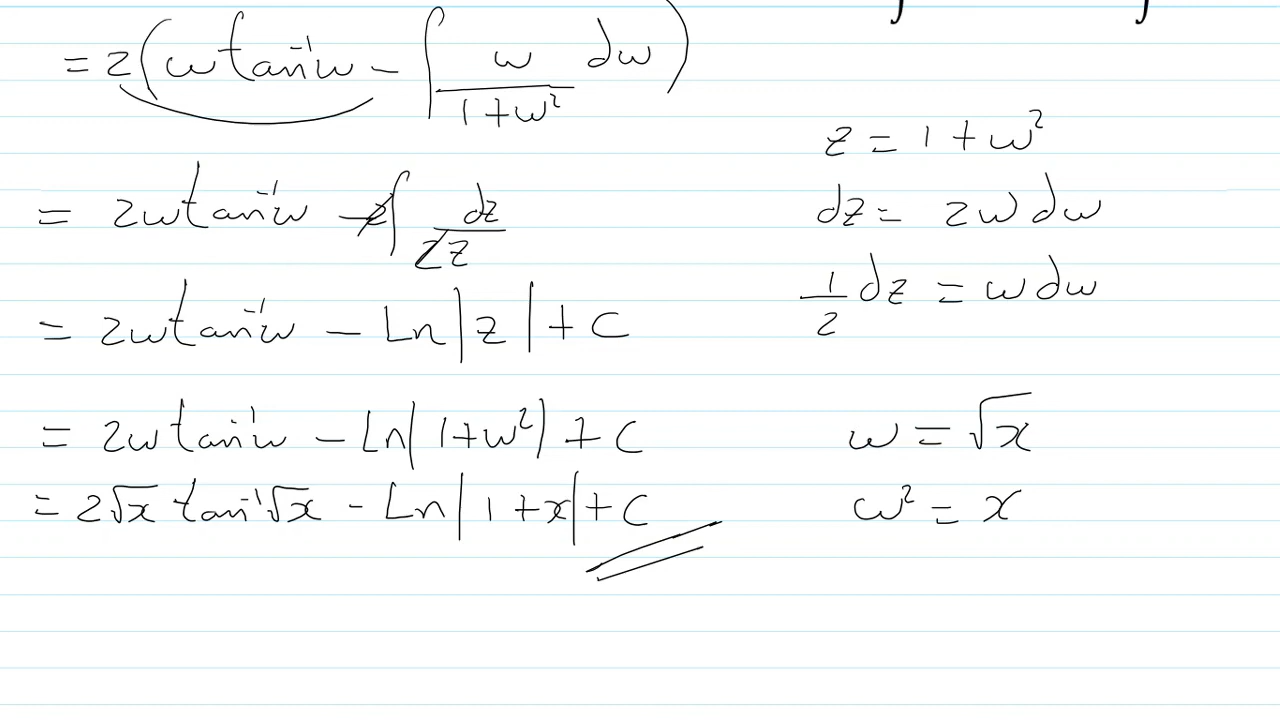 = 2(w tan⁻¹w - ∫ w/(1+w²) dw)
z = 1 + w²
= 2w tan⁻¹w - 2∫ dz/2z
dz = 2w dw
1/2 dz = w dw
= 2w tan⁻¹w - Ln|z| + C
= 2w tan⁻¹w - Ln|1+w²| + C
w = √x
= 2√x tan⁻¹√x - Ln|1+x| + C
w² = x